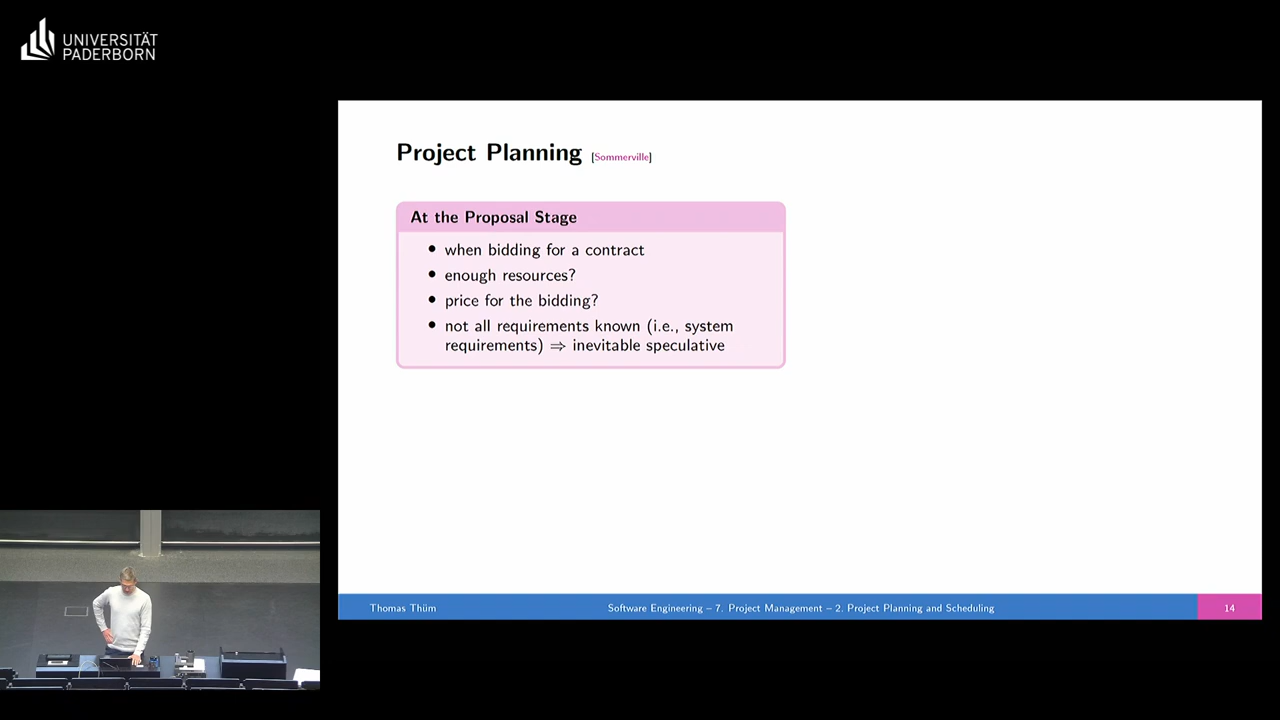 UNIVERSITÄT
PADERBORN
Project Planning [Sommerville]
At the Proposal Stage
• when bidding for a contract
• enough resources?
• price for the bidding?
• not all requirements known (i.e., system
requirements) ⇒ inevitable speculative
Thomas Thüm
Software Engineering – 7. Project Management – 2. Project Planning and Scheduling
14